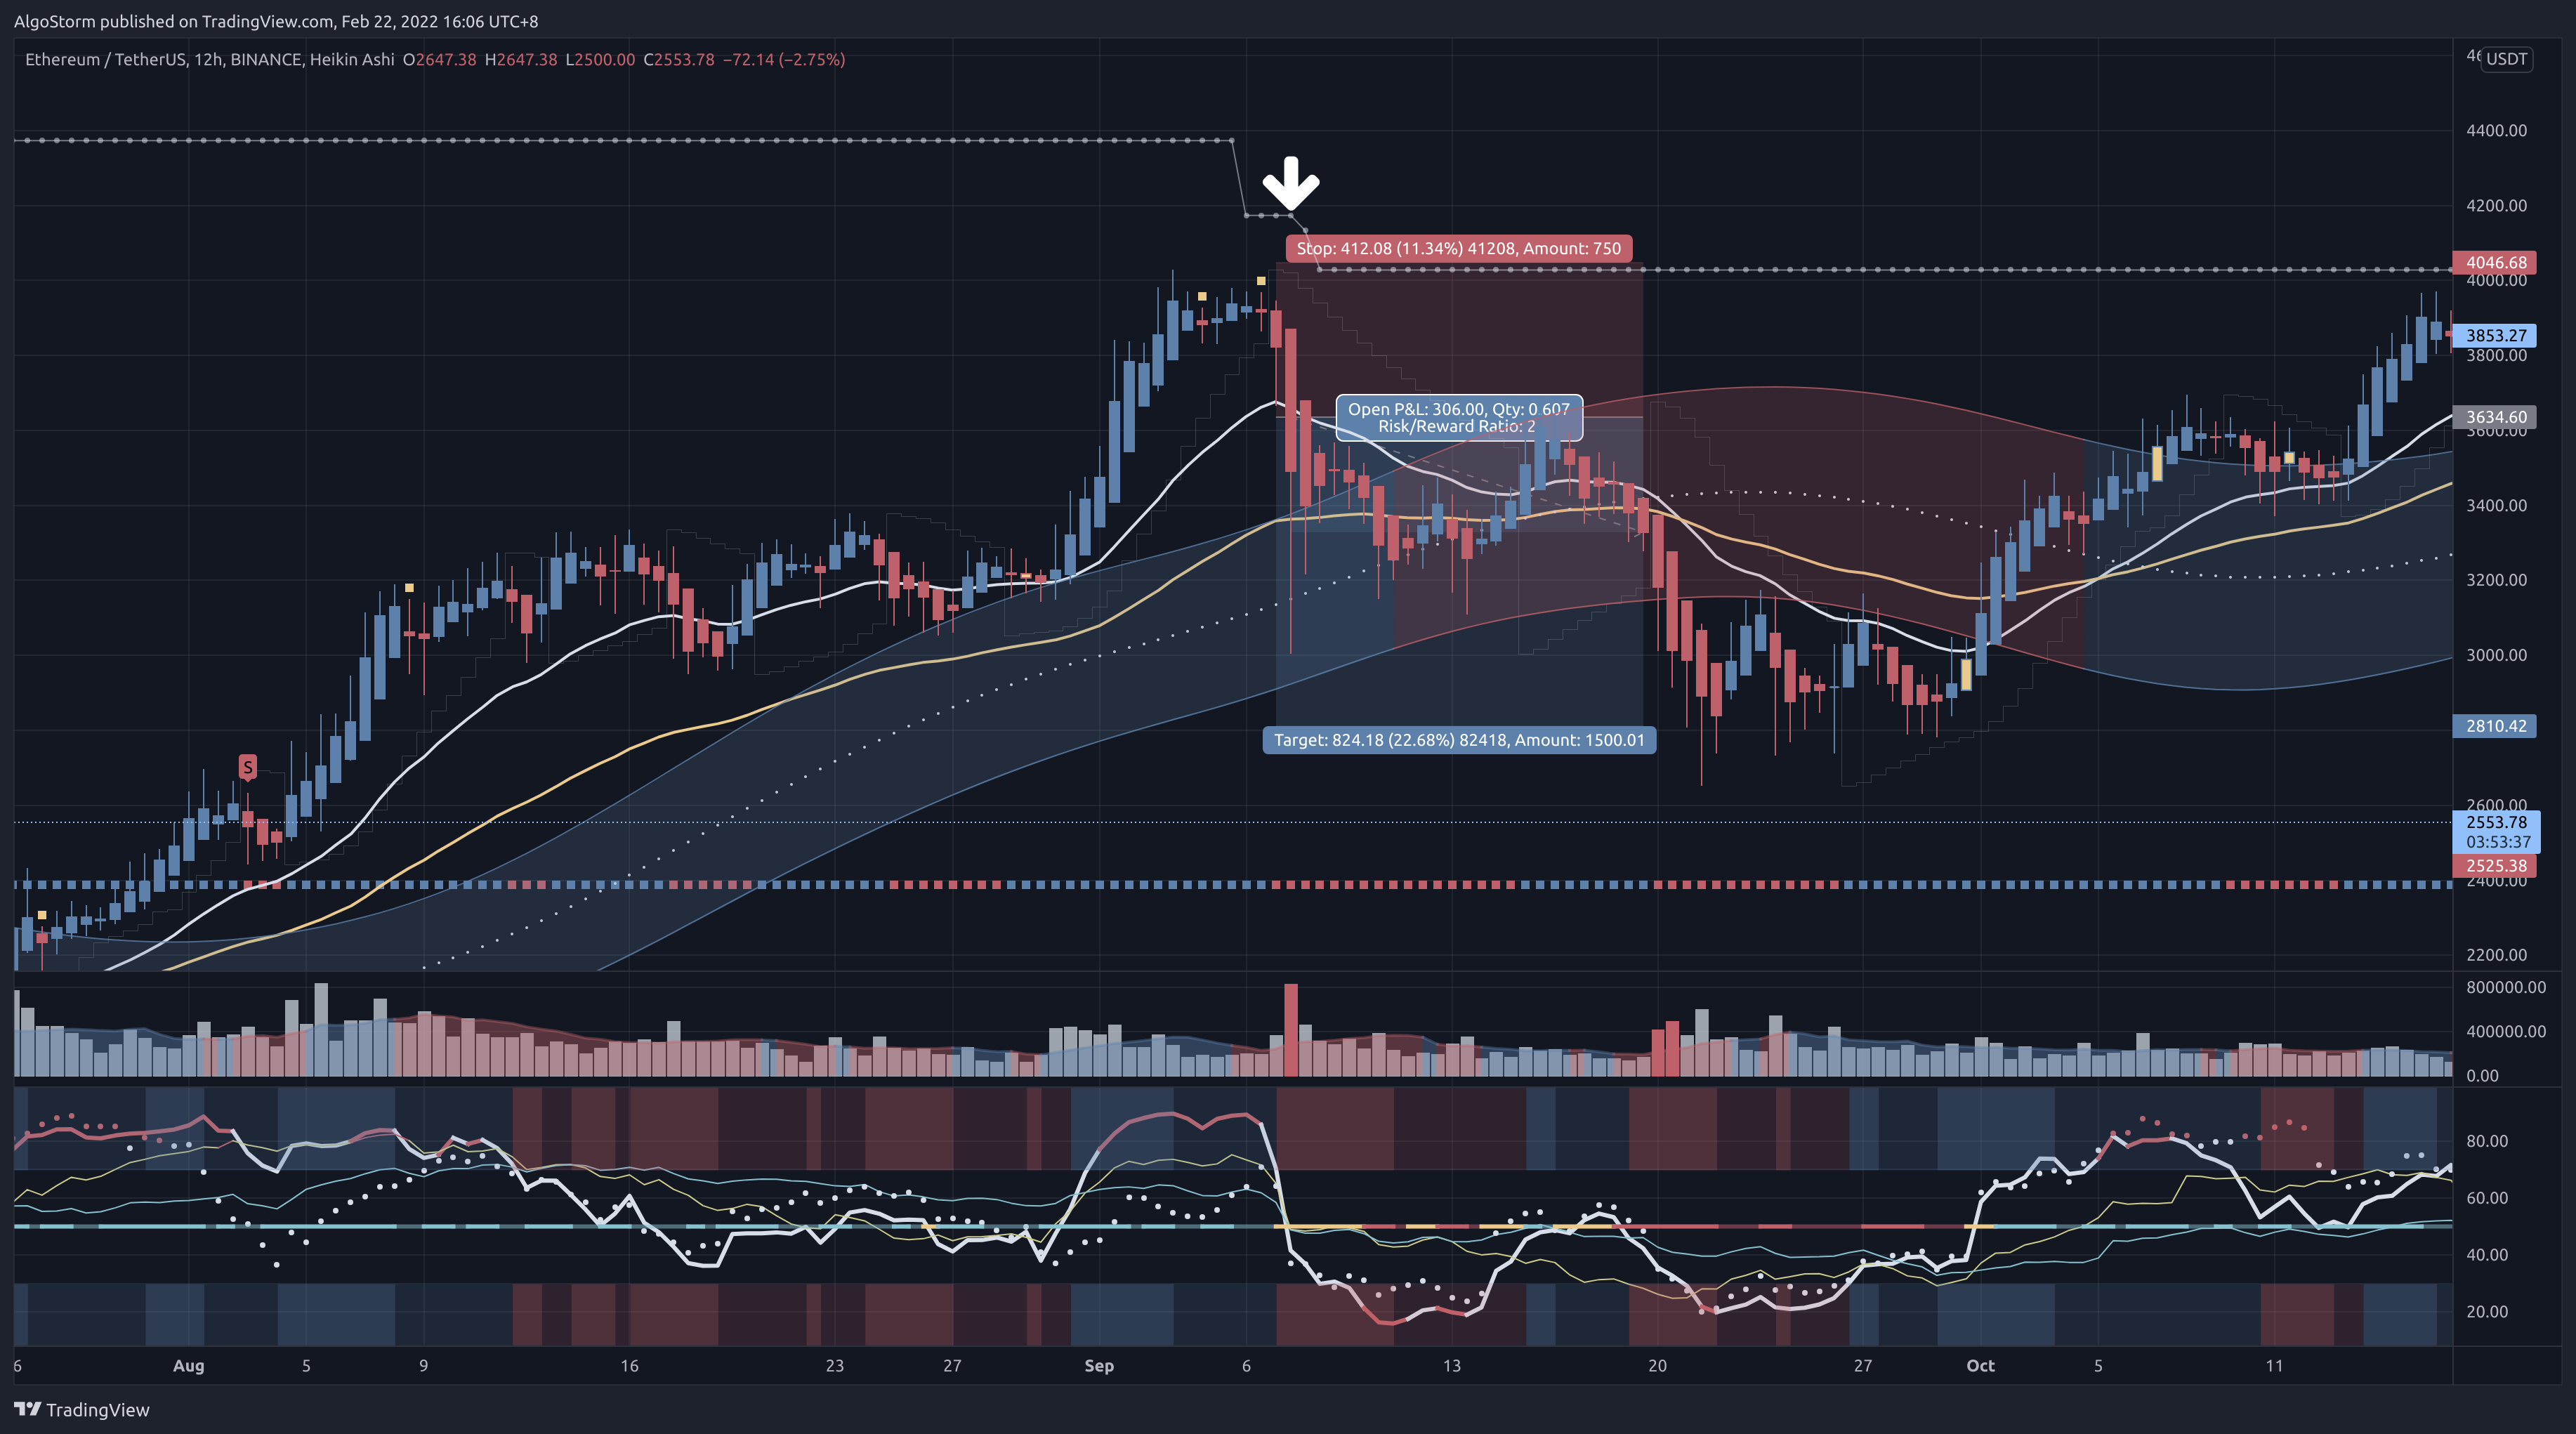 AlgoStorm published on TradingView.com, Feb 22, 2022 16:06 UTC+8
Ethereum / TetherUS, 12h, BINANCE, Heikin Ashi O2647.38 H2647.38 L2500.00 C2553.78 −72.14 (−2.75%)
USDT
4400.00
4200.00
Stop: 412.08 (11.34%) 41208, Amount: 750
4046.68
4000.00
3853.27
3800.00
Open P&L: 306.00, Qty: 0.607
Risk/Reward Ratio: 2
3634.60
3600.00
3400.00
3200.00
3000.00
2810.42
Target: 824.18 (22.68%) 82418, Amount: 1500.01
S
2600.00
2553.78
03:53:37
2525.38
2400.00
2200.00
800000.00
400000.00
0.00
80.00
60.00
40.00
20.00
6 Aug 5 9 16 23 27 Sep 6 13 20 27 Oct 5 11
TradingView